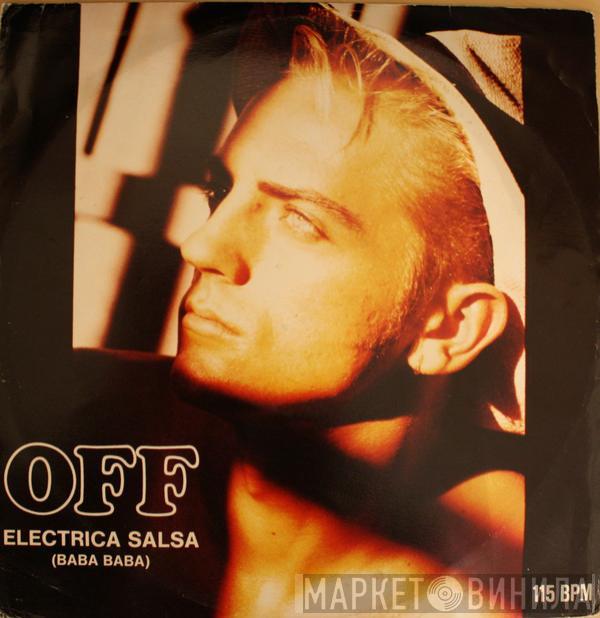 OFF
ELECTRICA SALSA
(BABA BABA)
МАРКЕТ ВИНИЛА
115 BPM